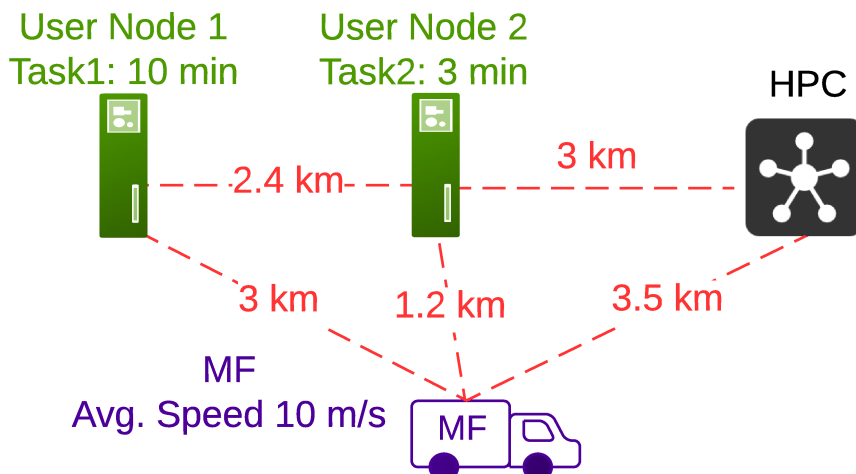 User Node 1
Task1: 10 min
User Node 2
Task2: 3 min
HPC
2.4 km
3 km
3 km
1.2 km
3.5 km
MF
Avg. Speed 10 m/s
MF